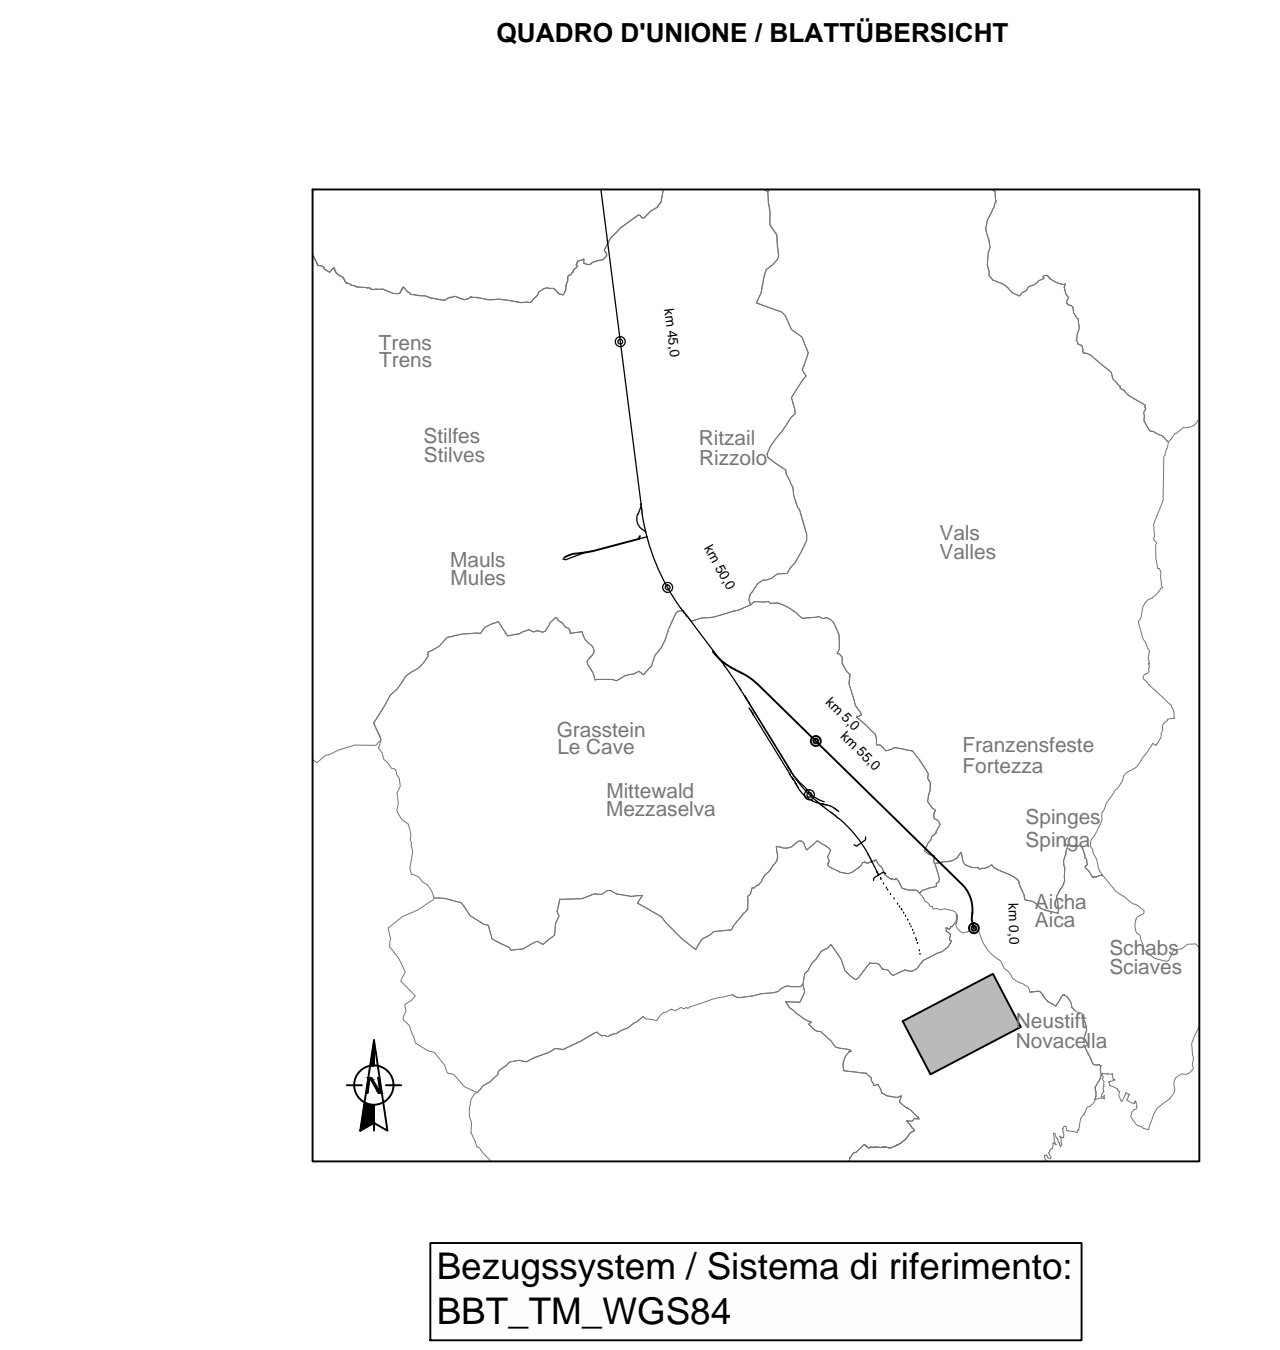 QUADRO D'UNIONE / BLATTÜBERSICHT
km 45,0
Trens
Trens
Stilfes
Stilves
Ritzail
Rizzolo
Vals
Valles
km 50,0
Mauls
Mules
km 5,0
km 55,0
Grasstein
Le Cave
Franzensfeste
Fortezza
Mittewald
Mezzaselva
Spinges
Spinga
km 0,0
Aicha
Aica
Schabs
Sciaves
Neustift
Novacella
N
Bezugssystem / Sistema di riferimento:
BBT_TM_WGS84